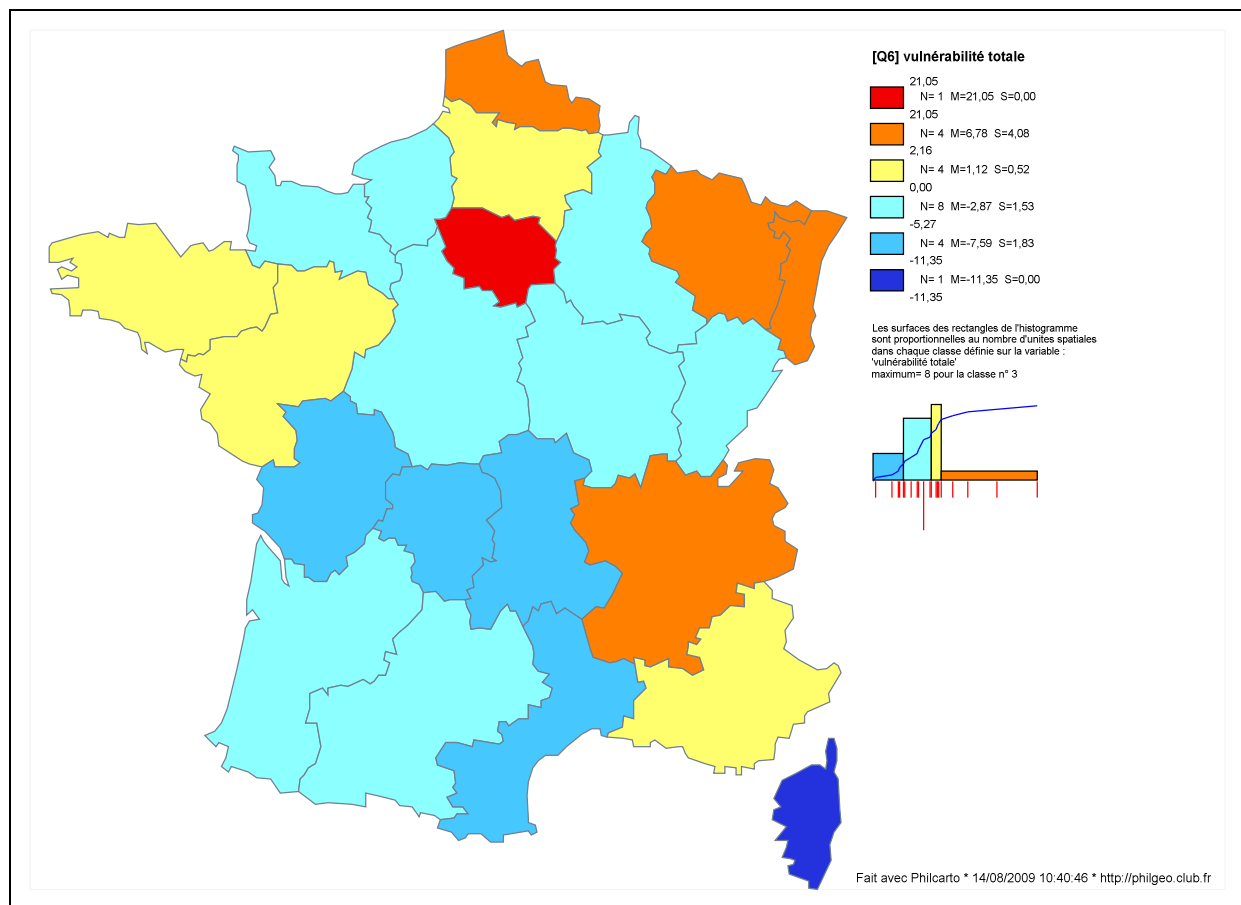 [Q6] vulnérabilité totale
21,05
N= 1 M=21,05 S=0,00
21,05
N= 4 M=6,78 S=4,08
2,16
N= 4 M=1,12 S=0,52
0,00
N= 8 M=-2,87 S=1,53
-5,27
N= 4 M=-7,59 S=1,83
-11,35
N= 1 M=-11,35 S=0,00
-11,35
Les surfaces des rectangles de l'histogramme
sont proportionnelles au nombre d'unites spatiales
dans chaque classe définie sur la variable :
'vulnérabilité totale'
maximum= 8 pour la classe n° 3
Fait avec Philcarto * 14/08/2009 10:40:46 * http://philgeo.club.fr